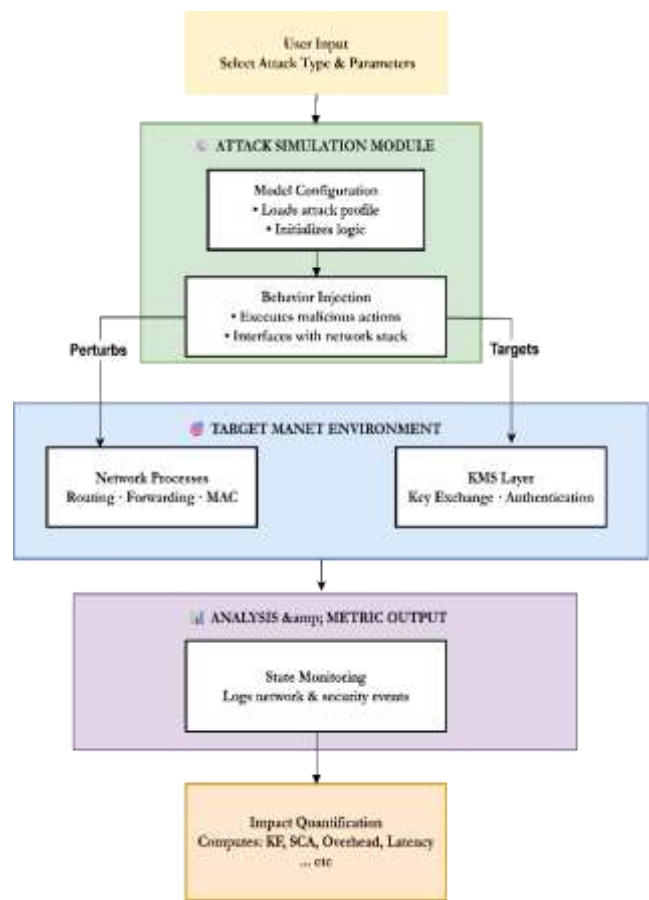 User Input
Select Attack Type & Parameters
ATTACK SIMULATION MODULE
Model Configuration
• Loads attack profile
• Initializes logic
Behavior Injection
• Executes malicious actions
• Interfaces with network stack
Perturbs
Targets
TARGET MANET ENVIRONMENT
Network Processes
Routing · Forwarding · MAC
KMS Layer
Key Exchange · Authentication
ANALYSIS &amp; METRIC OUTPUT
State Monitoring
Logs network & security events
Impact Quantification
Computes: KF, SCA, Overhead, Latency
... etc